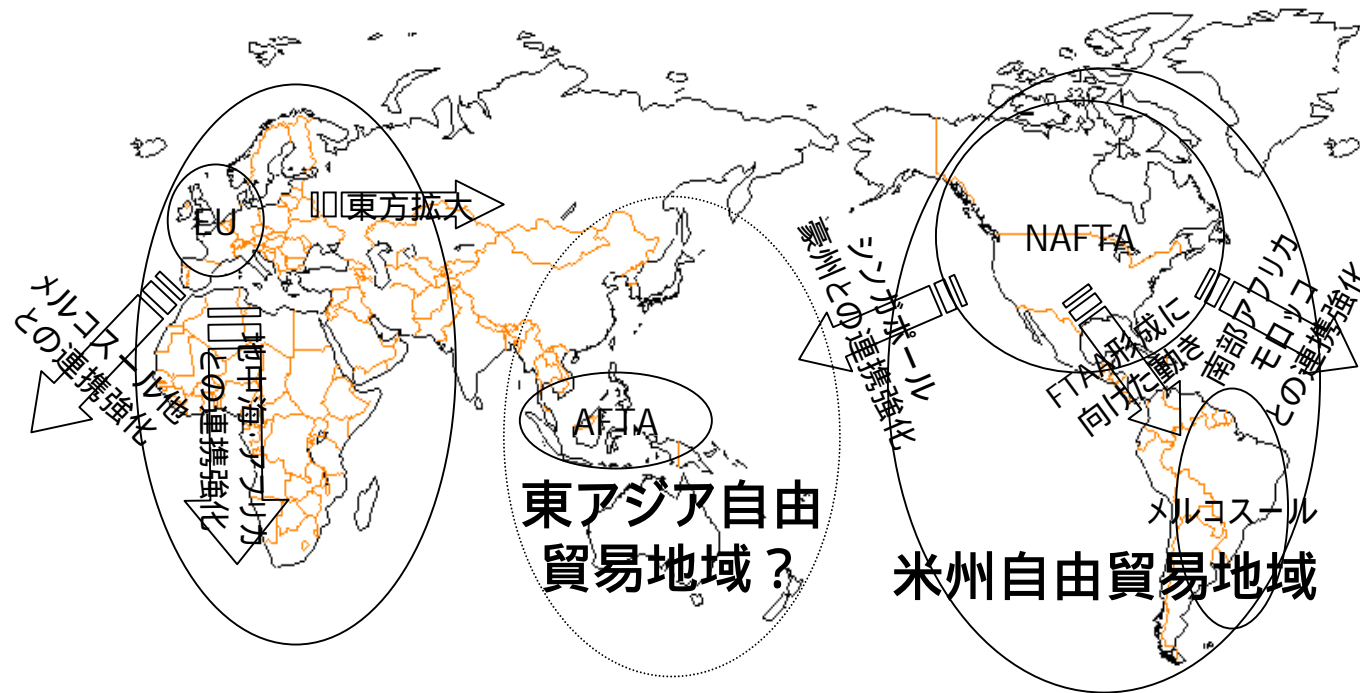 EU
東方拡大
メルコスール他
との連携強化
地中海・アフリカ
との連携強化
AFTA
東アジア自由
貿易地域？
NAFTA
シンガポール
豪州との連携強化
FTAA形成に
向けた動き
南部アフリカ
モロッコ
との連携強化
メルコスール
米州自由貿易地域